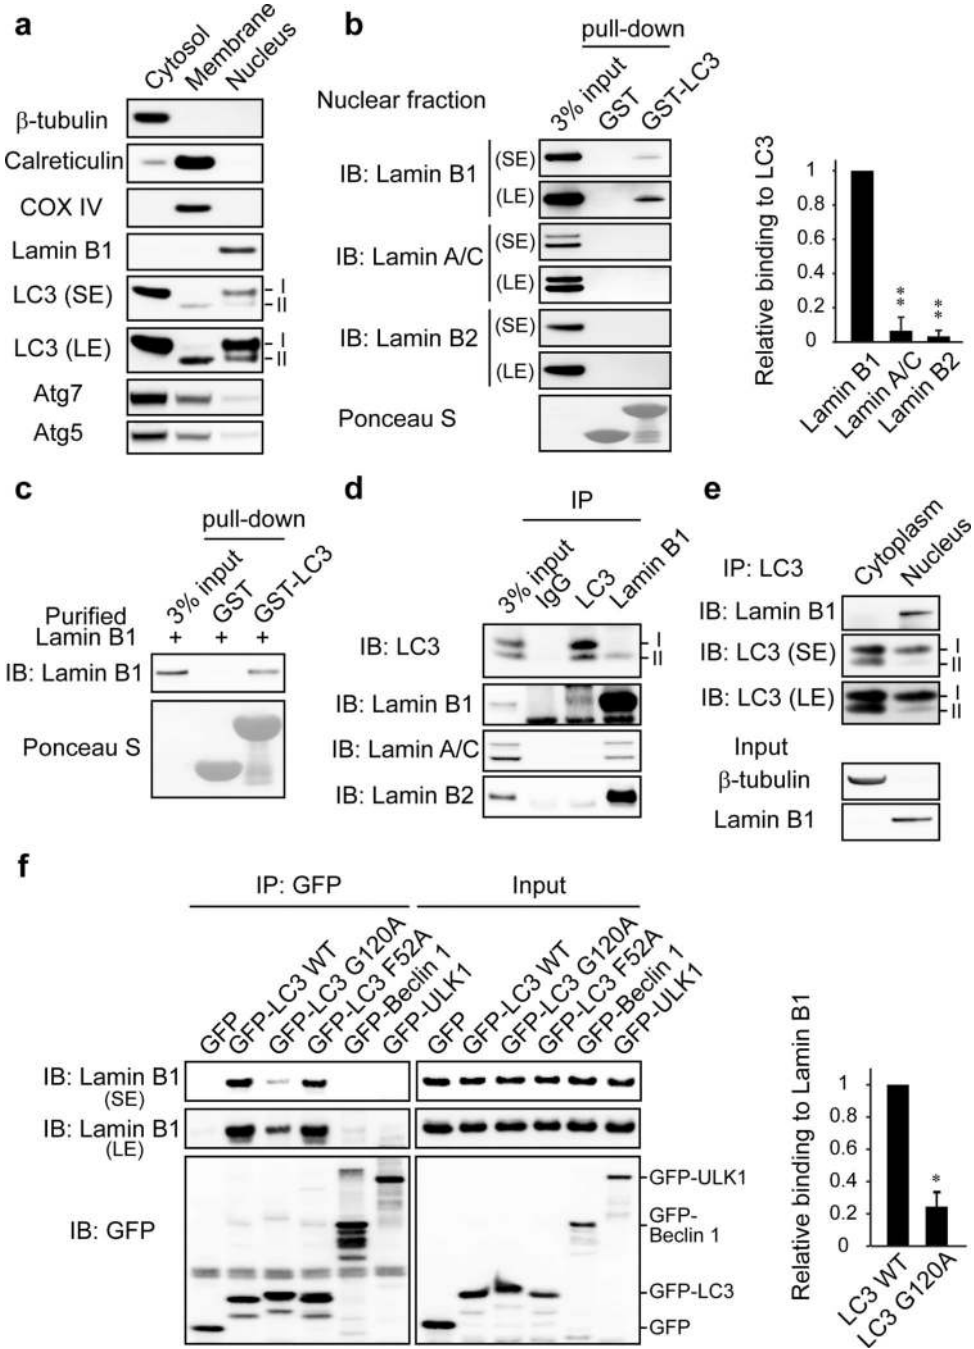 a
Cytosol
Membrane
Nucleus
β-tubulin
Calreticulin
COX IV
Lamin B1
LC3 (SE)
I
II
LC3 (LE)
I
II
Atg7
Atg5
b
pull-down
Nuclear fraction
3% input
GST
GST-LC3
IB: Lamin B1
(SE)
(LE)
IB: Lamin A/C
(SE)
(LE)
IB: Lamin B2
(SE)
(LE)
Ponceau S
Relative binding to LC3
1
0.8
0.6
0.4
0.2
0
**
**
Lamin B1
Lamin A/C
Lamin B2
c
pull-down
3% input
GST
GST-LC3
Purified
Lamin B1 + + +
IB: Lamin B1
Ponceau S
d
IP
3% input
IgG
LC3
Lamin B1
IB: LC3
I
II
IB: Lamin B1
IB: Lamin A/C
IB: Lamin B2
e
Cytoplasm
Nucleus
IP: LC3
IB: Lamin B1
IB: LC3 (SE)
I
II
IB: LC3 (LE)
I
II
Input
β-tubulin
Lamin B1
f
IP: GFP
Input
GFP
GFP-LC3 WT
GFP-LC3 G120A
GFP-LC3 F52A
GFP-Beclin 1
GFP-ULK1
GFP
GFP-LC3 WT
GFP-LC3 G120A
GFP-LC3 F52A
GFP-Beclin 1
GFP-ULK1
IB: Lamin B1
(SE)
IB: Lamin B1
(LE)
IB: GFP
GFP-ULK1
GFP-
Beclin 1
GFP-LC3
GFP
Relative binding to Lamin B1
1
0.8
0.6
0.4
0.2
0
*
LC3 WT
LC3 G120A